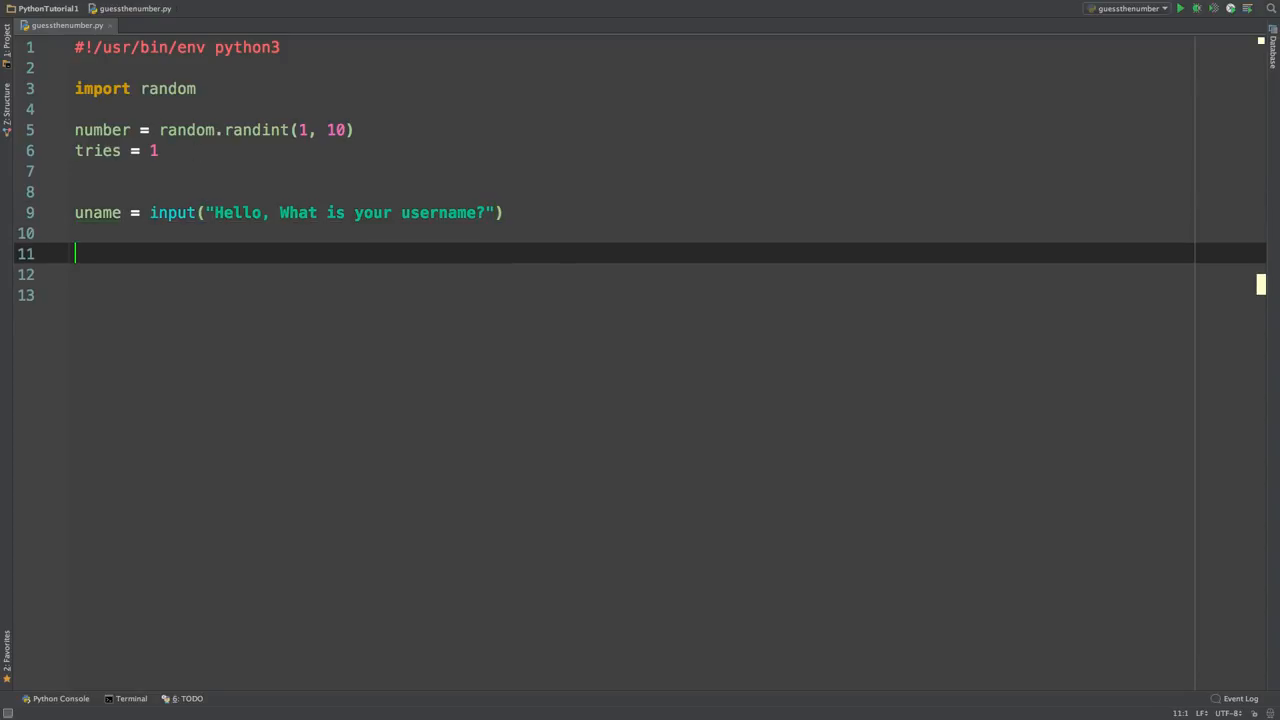 PythonTutorial1 guessthenumber.py guessthenumber
guessthenumber.py
1: Project
Z: Structure
2: Favorites
Database
1 #!/usr/bin/env python3
2
3 import random
4
5 number = random.randint(1, 10)
6 tries = 1
7
8
9 uname = input("Hello, What is your username?")
10
11
12
13
Python Console Terminal 6: TODO Event Log
11:1 LF÷ UTF-8÷